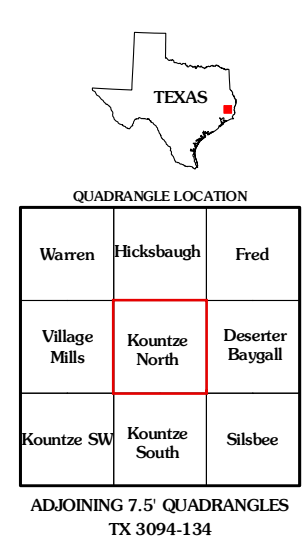 TEXAS
QUADRANGLE LOCATION
Warren
Hicksbaugh
Fred
Village
Mills
Kountze
North
Deserter
Baygall
Kountze SW
Kountze
South
Silsbee
ADJOINING 7.5' QUADRANGLES
TX 3094-134